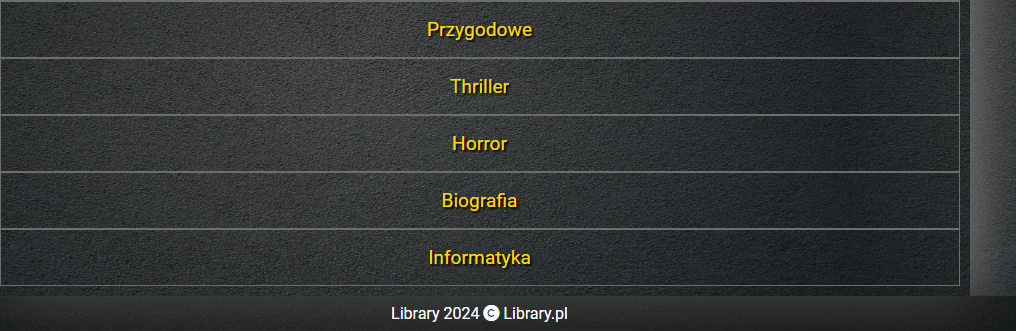 Przygodowe
Thriller
Horror
Biografia
Informatyka
Library 2024 © Library.pl